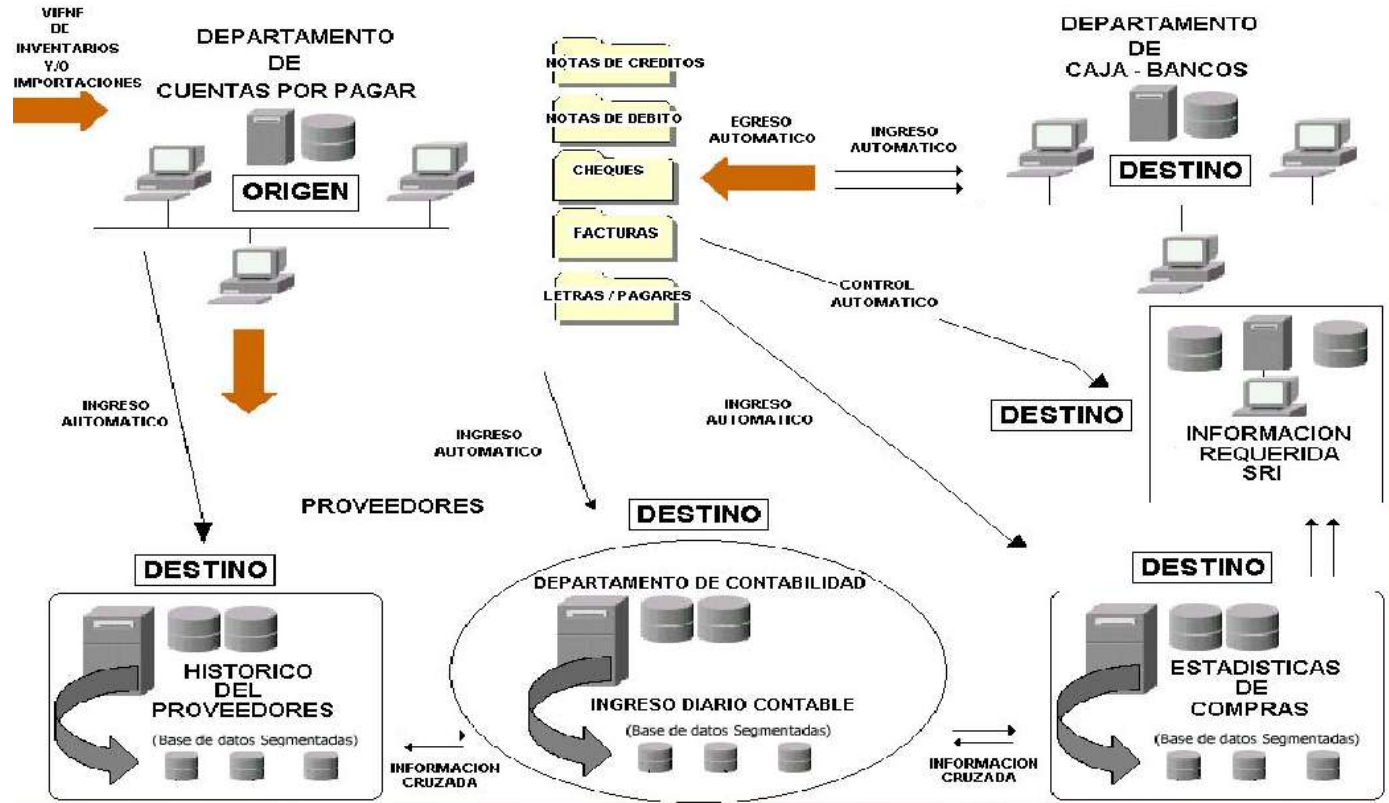 VIENE
DE
INVENTARIOS
Y/O
IMPORTACIONES
DEPARTAMENTO
DE
CUENTAS POR PAGAR
ORIGEN
NOTAS DE CREDITOS
NOTAS DE DEBITO
CHEQUES
FACTURAS
LETRAS / PAGARES
EGRESO
AUTOMATICO
INGRESO
AUTOMATICO
DEPARTAMENTO
DE
CAJA - BANCOS
DESTINO
CONTROL
AUTOMATICO
DESTINO
INFORMACION
REQUERIDA
SRI
INGRESO
AUTOMATICO
INGRESO
AUTOMATICO
INGRESO
AUTOMATICO
PROVEEDORES
DESTINO
HISTORICO
DEL
PROVEEDORES
(Base de datos Segmentadas)
INFORMACION
CRUZADA
DESTINO
DEPARTAMENTO DE CONTABILIDAD
INGRESO DIARIO CONTABLE
(Base de datos Segmentadas)
INFORMACION
CRUZADA
DESTINO
ESTADISTICAS
DE
COMPRAS
(Base de datos Segmentadas)